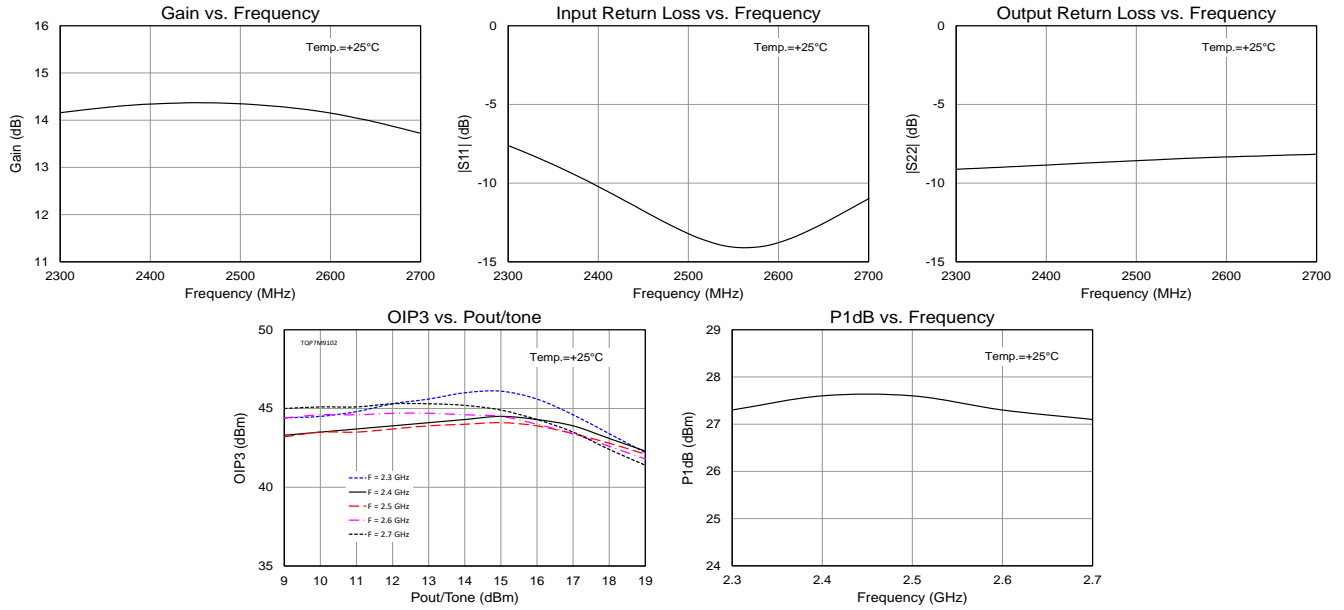 Gain vs. Frequency
16
15
14
13
12
11
Gain (dB)
Temp.=+25°C
2300 2400 2500 2600 2700
Frequency (MHz)
Input Return Loss vs. Frequency
0
-5
-10
-15
|S11| (dB)
Temp.=+25°C
2300 2400 2500 2600 2700
Frequency (MHz)
Output Return Loss vs. Frequency
0
-5
-10
-15
|S22| (dB)
Temp.=+25°C
2300 2400 2500 2600 2700
Frequency (MHz)
OIP3 vs. Pout/tone
50
45
40
35
OIP3 (dBm)
TQP7M9102
Temp.=+25°C
F = 2.3 GHz
F = 2.4 GHz
F = 2.5 GHz
F = 2.6 GHz
F = 2.7 GHz
9 10 11 12 13 14 15 16 17 18 19
Pout/Tone (dBm)
P1dB vs. Frequency
29
28
27
26
25
24
P1dB (dBm)
Temp.=+25°C
2.3 2.4 2.5 2.6 2.7
Frequency (GHz)